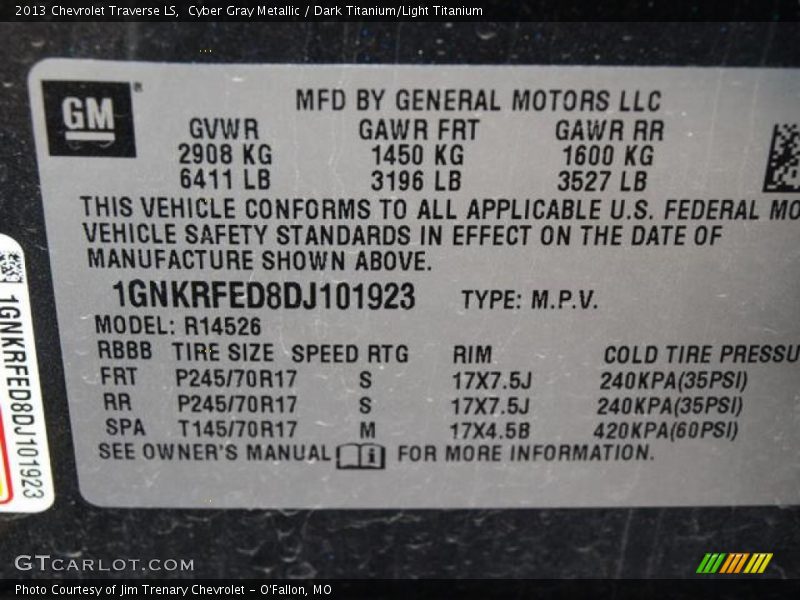 2013 Chevrolet Traverse LS,  Cyber Gray Metallic / Dark Titanium/Light Titanium
GM
MFD BY GENERAL MOTORS LLC
GVWR GAWR FRT GAWR RR
2908 KG 1450 KG 1600 KG
6411 LB 3196 LB 3527 LB
THIS VEHICLE CONFORMS TO ALL APPLICABLE U.S. FEDERAL MO
VEHICLE SAFETY STANDARDS IN EFFECT ON THE DATE OF
MANUFACTURE SHOWN ABOVE.
1GNKRFED8DJ101923 TYPE: M.P.V.
MODEL: R14526
RBBB TIRE SIZE SPEED RTG RIM COLD TIRE PRESSU
FRT P245/70R17 S 17X7.5J 240KPA(35PSI)
RR P245/70R17 S 17X7.5J 240KPA(35PSI)
SPA T145/70R17 M 17X4.5B 420KPA(60PSI)
SEE OWNER'S MANUAL i FOR MORE INFORMATION.
1GNKRFED8DJ101923
GTCARLOT.COM
Photo Courtesy of Jim Trenary Chevrolet - O'Fallon, MO